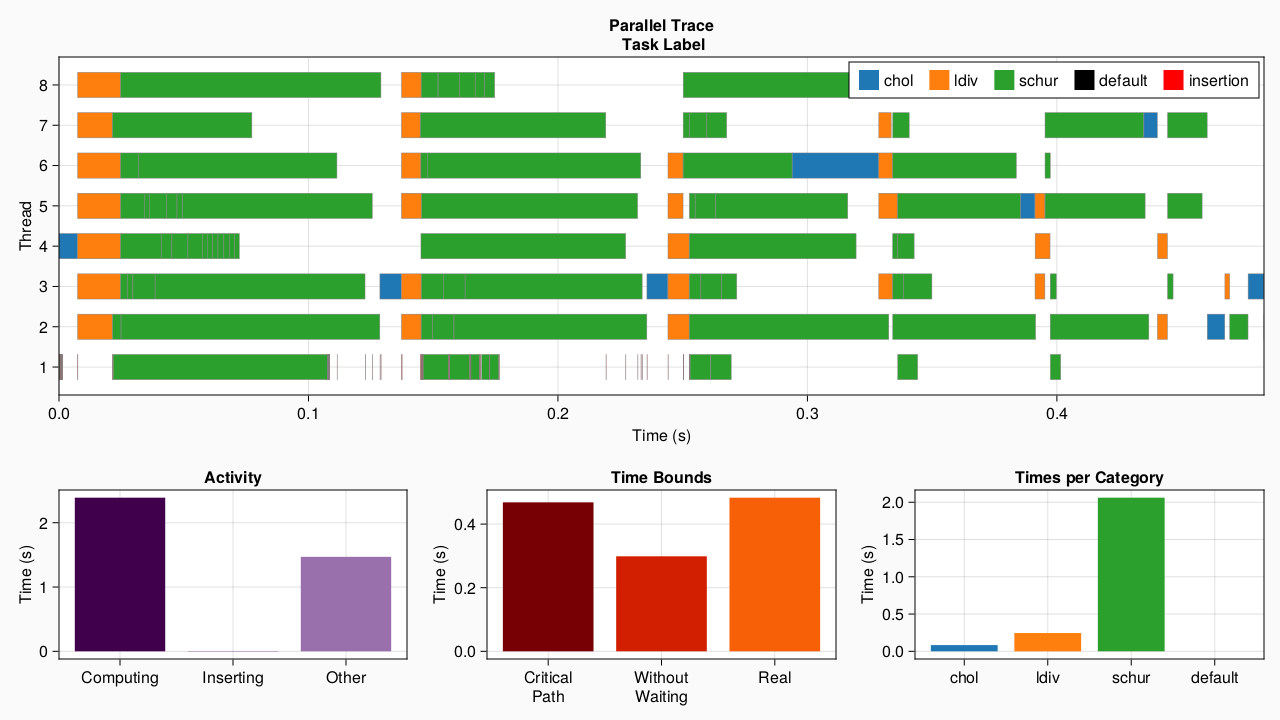 Parallel Trace
Task Label
chol ldiv schur default insertion
Thread
8
7
6
5
4
3
2
1
0.0 0.1 0.2 0.3 0.4
Time (s)
Activity
Time (s)
2
1
0
Computing Inserting Other
Time Bounds
Time (s)
0.4
0.2
0.0
Critical Path Without Waiting Real
Times per Category
Time (s)
2.0
1.5
1.0
0.5
0.0
chol ldiv schur default